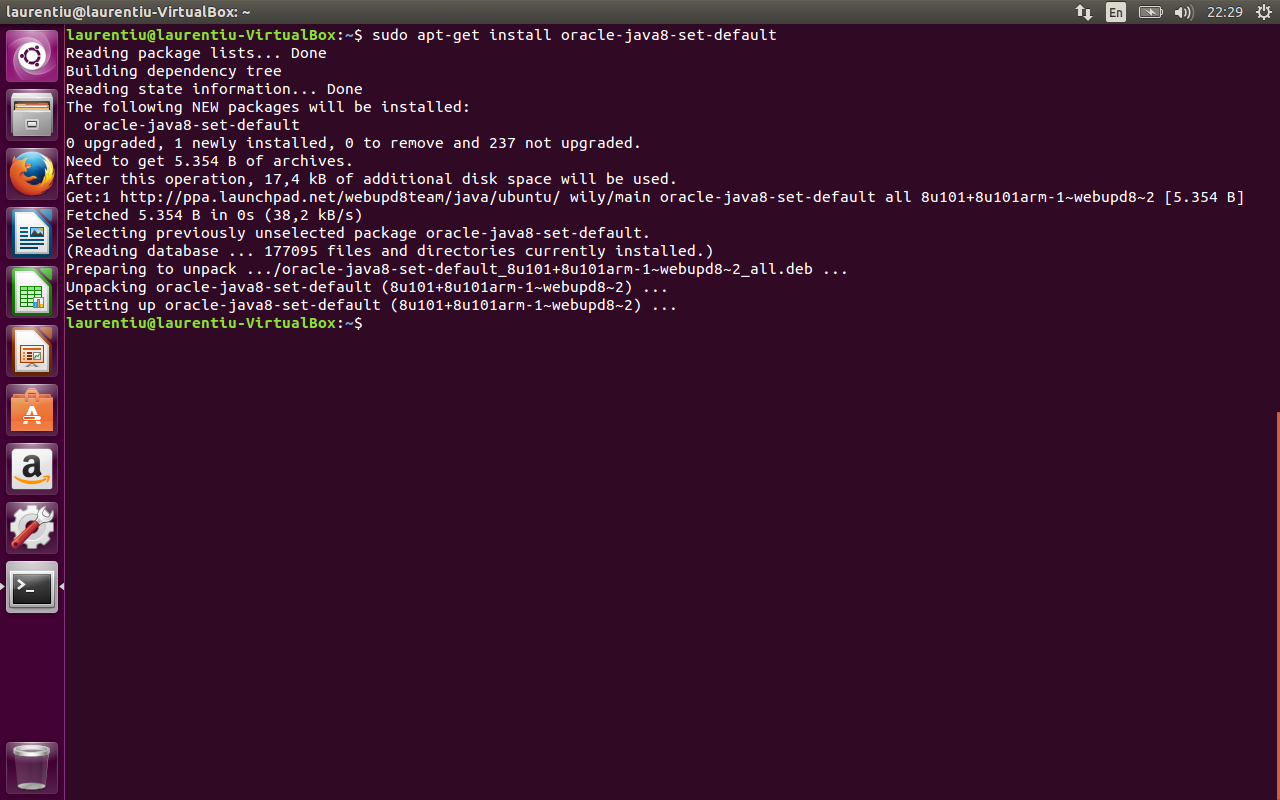 laurentiu@laurentiu-VirtualBox: ~
En
22:29
laurentiu@laurentiu-VirtualBox:~$ sudo apt-get install oracle-java8-set-default
Reading package lists... Done
Building dependency tree
Reading state information... Done
The following NEW packages will be installed:
  oracle-java8-set-default
0 upgraded, 1 newly installed, 0 to remove and 237 not upgraded.
Need to get 5.354 B of archives.
After this operation, 17,4 kB of additional disk space will be used.
Get:1 http://ppa.launchpad.net/webupd8team/java/ubuntu/ wily/main oracle-java8-set-default all 8u101+8u101arm-1~webupd8~2 [5.354 B]
Fetched 5.354 B in 0s (38,2 kB/s)
Selecting previously unselected package oracle-java8-set-default.
(Reading database ... 177095 files and directories currently installed.)
Preparing to unpack .../oracle-java8-set-default_8u101+8u101arm-1~webupd8~2_all.deb ...
Unpacking oracle-java8-set-default (8u101+8u101arm-1~webupd8~2) ...
Setting up oracle-java8-set-default (8u101+8u101arm-1~webupd8~2) ...
laurentiu@laurentiu-VirtualBox:~$